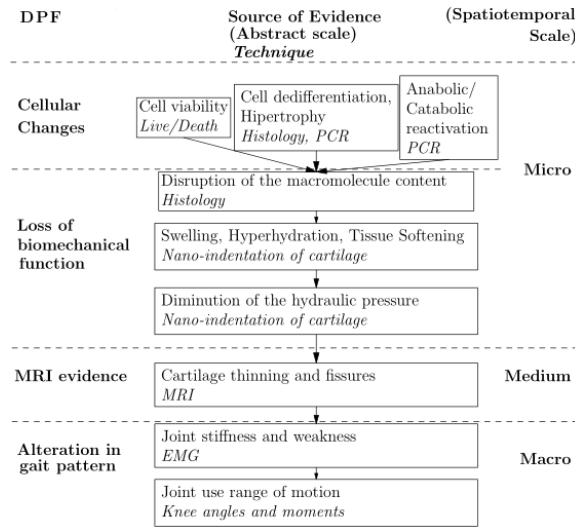 DPF
Source of Evidence
(Abstract scale)
Technique
(Spatiotemporal
Scale)
Cellular
Changes
Cell viability
Live/Death
Cell dedifferentiation,
Hipertrophy
Histology, PCR
Anabolic/
Catabolic
reactivation
PCR
Micro
Disruption of the macromolecule content
Histology
Loss of
biomechanical
function
Swelling, Hyperhydration, Tissue Softening
Nano-indentation of cartilage
Diminution of the hydraulic pressure
Nano-indentation of cartilage
MRI evidence
Cartilage thinning and fissures
MRI
Medium
Alteration in
gait pattern
Joint stiffness and weakness
EMG
Macro
Joint use range of motion
Knee angles and moments